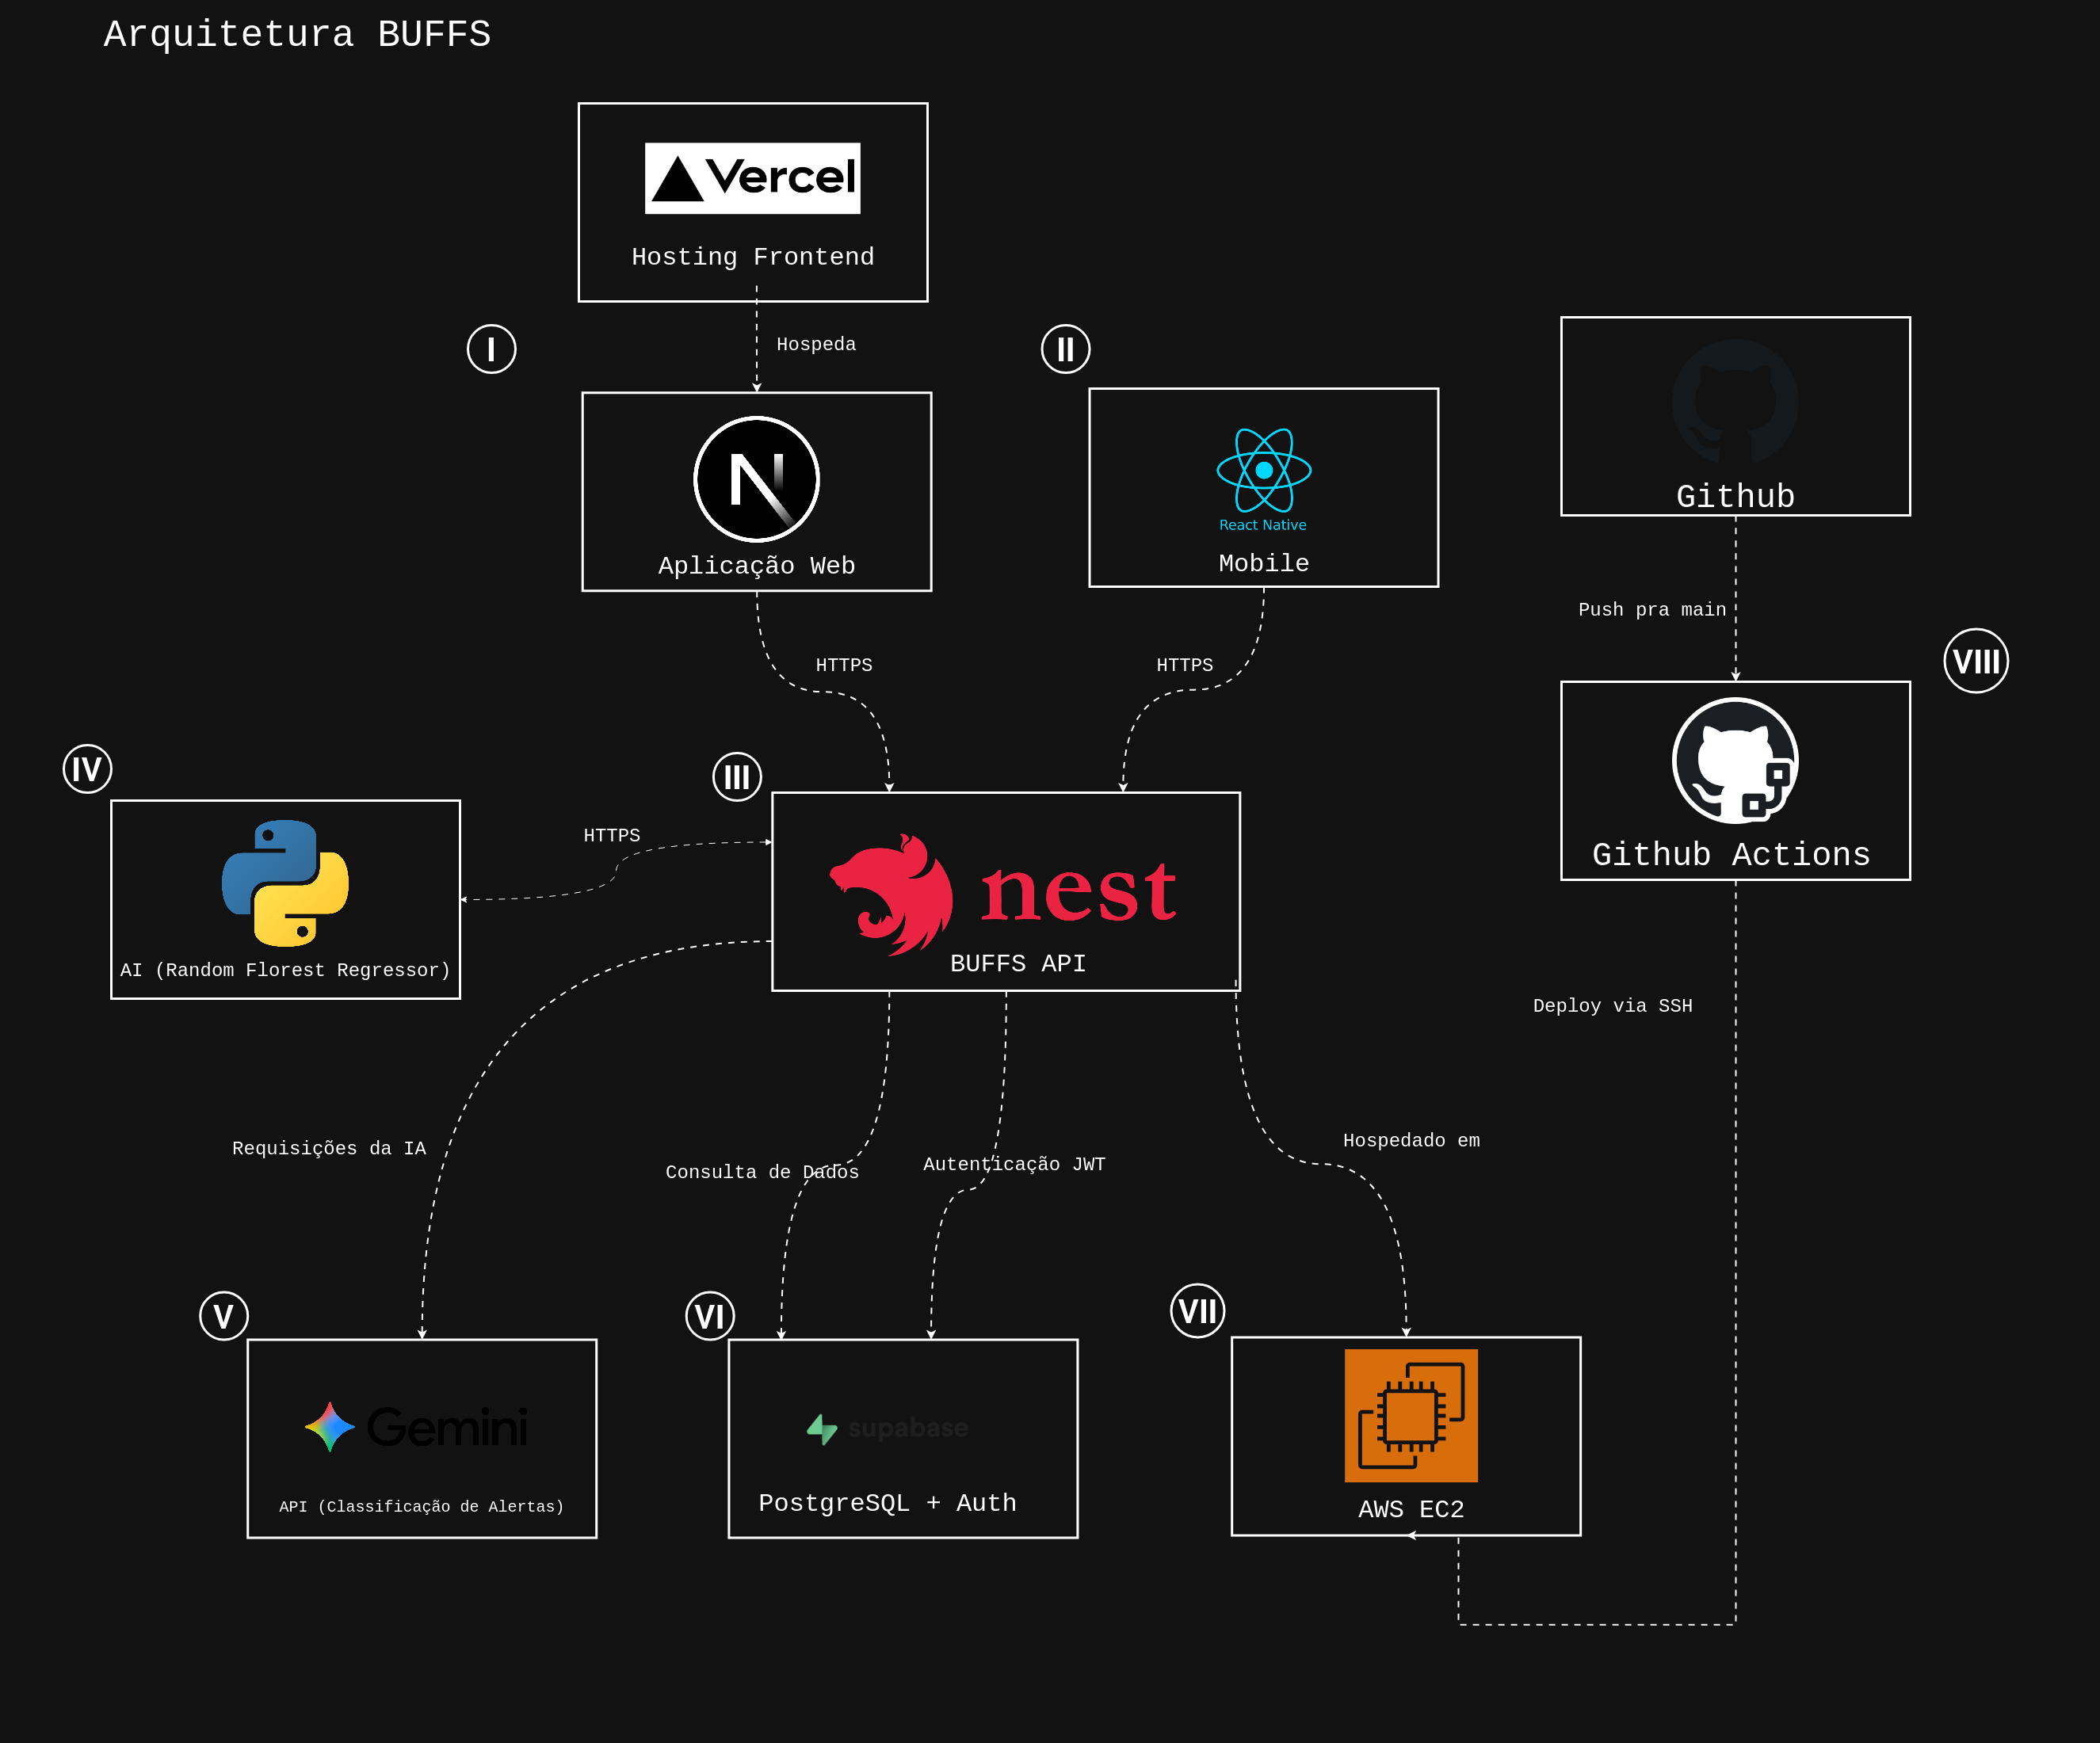 Arquitetura BUFFS
Vercel
Hosting Frontend
I
Hospeda
II
Aplicação Web
React Native
Mobile
Github
Push pra main
VIII
HTTPS
HTTPS
IV
III
HTTPS
AI (Random Florest Regressor)
nest
BUFFS API
Github Actions
Deploy via SSH
Requisições da IA
Consulta de Dados
Autenticação JWT
Hospedado em
V
VI
VII
Gemini
API (Classificação de Alertas)
supabase
PostgreSQL + Auth
AWS EC2